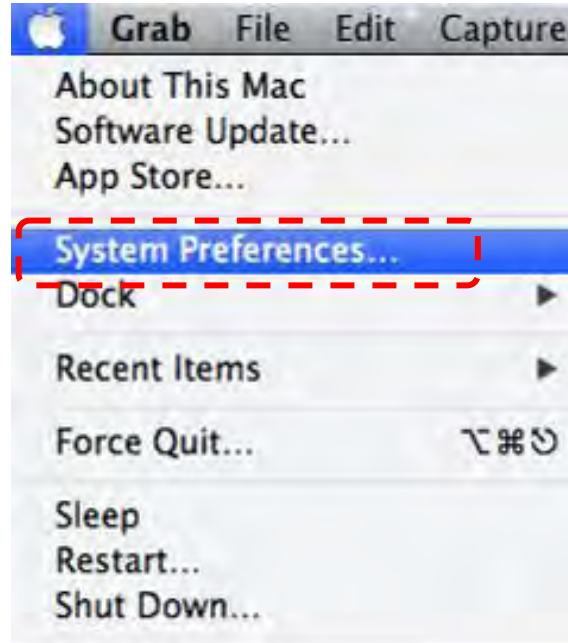 Grab File Edit Capture
About This Mac
Software Update...
App Store...
System Preferences...
Dock ▶
Recent Items ▶
Force Quit... ⌥⌘⎋
Sleep
Restart...
Shut Down...